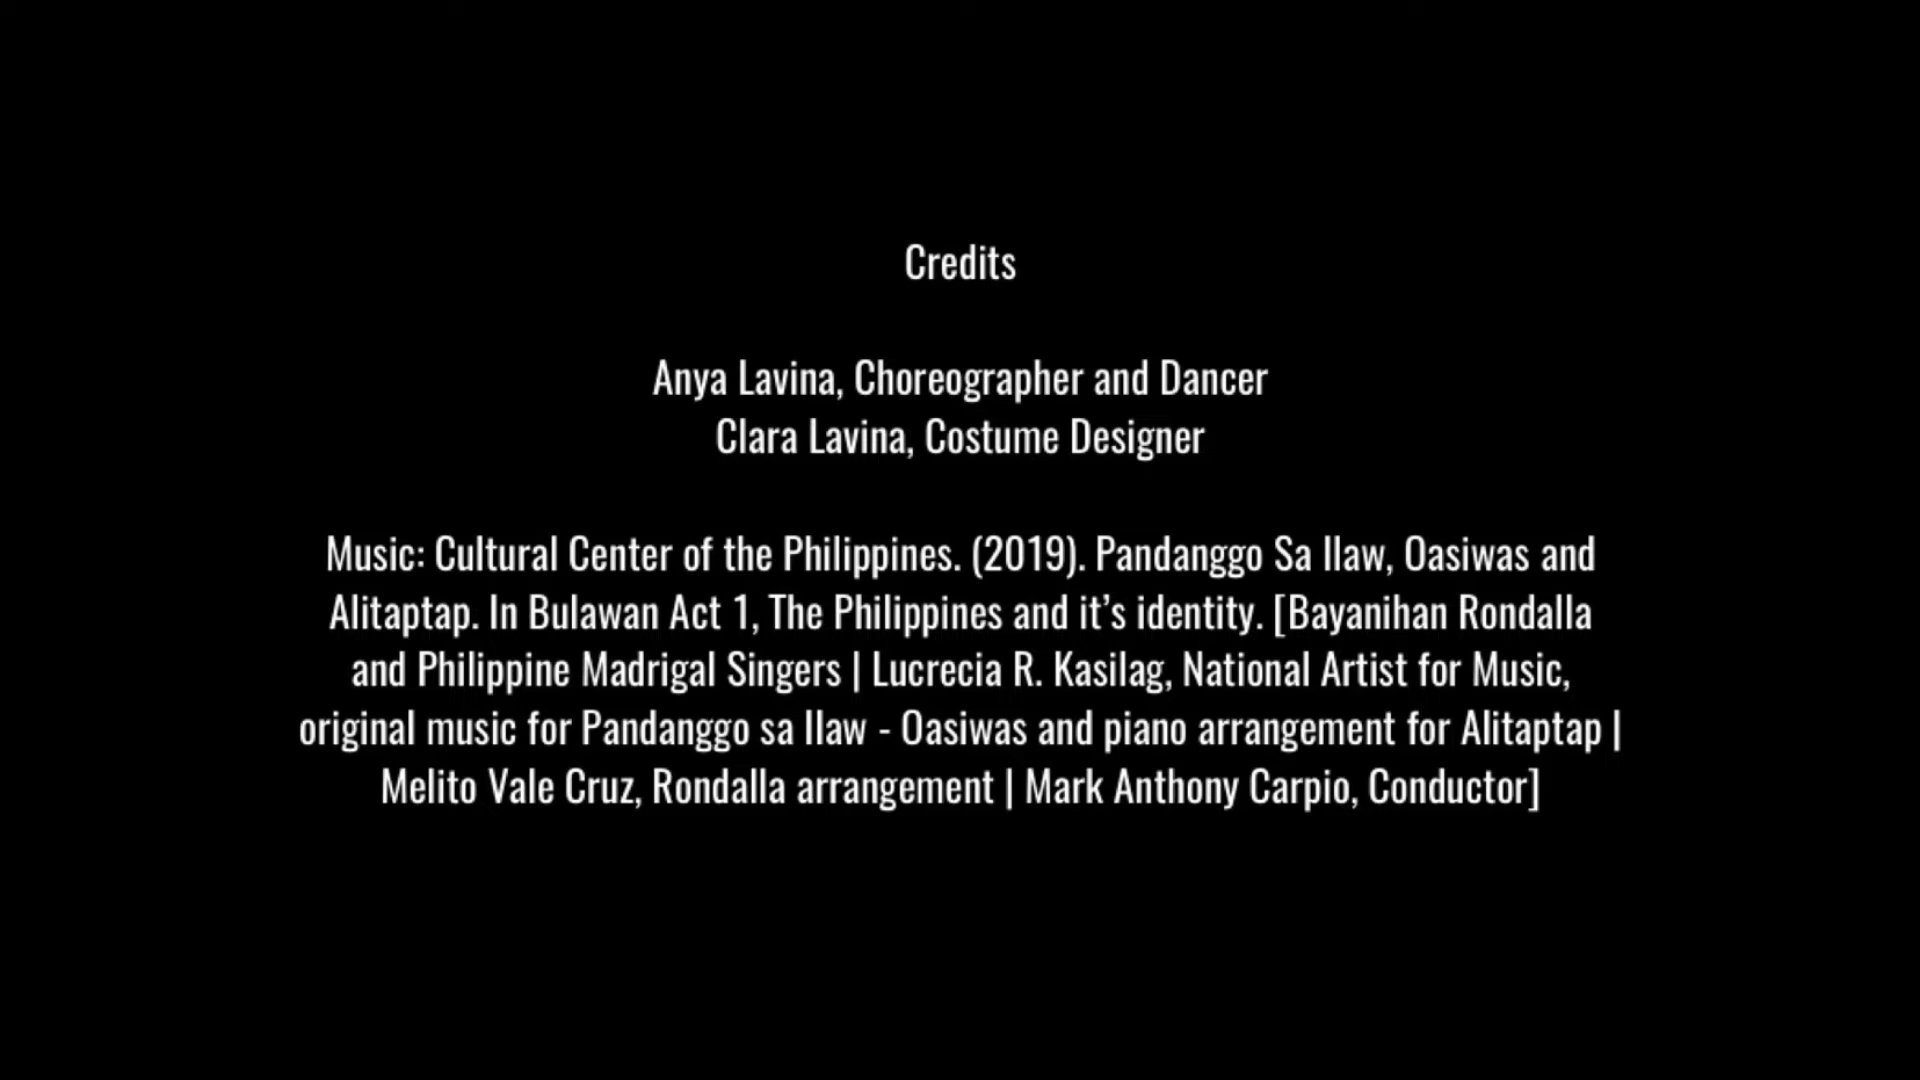 Credits
Anya Lavina, Choreographer and Dancer
Clara Lavina, Costume Designer
Music: Cultural Center of the Philippines. (2019). Pandanggo Sa Ilaw, Oasiwas and
Alitaptap. In Bulawan Act 1, The Philippines and it’s identity. [Bayanihan Rondalla
and Philippine Madrigal Singers | Lucrecia R. Kasilag, National Artist for Music,
original music for Pandanggo sa Ilaw - Oasiwas and piano arrangement for Alitaptap |
Melito Vale Cruz, Rondalla arrangement | Mark Anthony Carpio, Conductor]